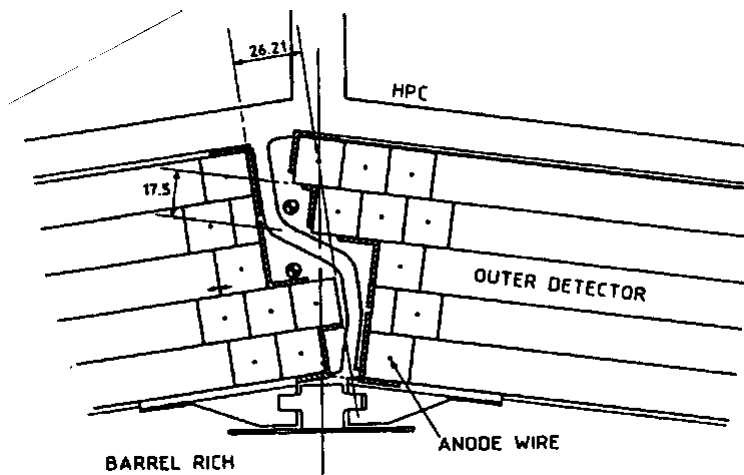 26.21
HPC
17.5
OUTER DETECTOR
ANODE WIRE
BARREL RICH